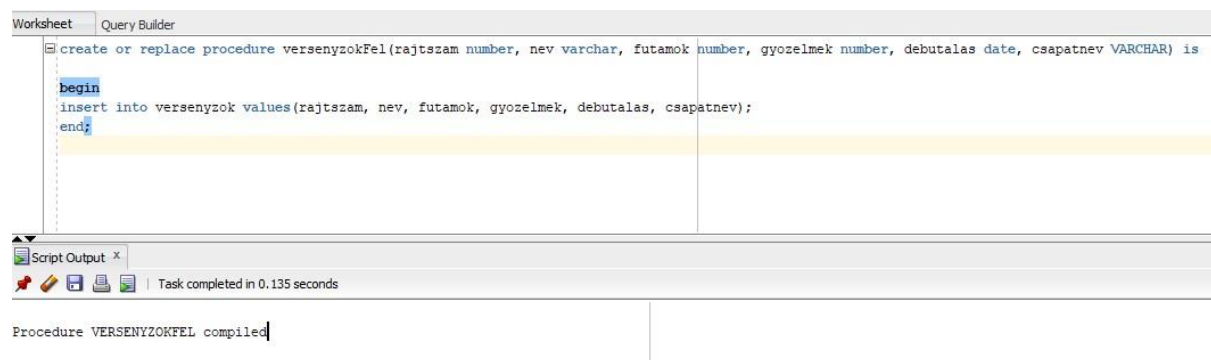 Worksheet Query Builder
create or replace procedure versenyzokFel(rajtszam number, nev varchar, futamok number, gyozelmek number, debutalas date, csapatnev VARCHAR) is
begin
insert into versenyzok values(rajtszam, nev, futamok, gyozelmek, debutalas, csapatnev);
end;
Script Output x
Task completed in 0.135 seconds
Procedure VERSENYZOKFEL compiled